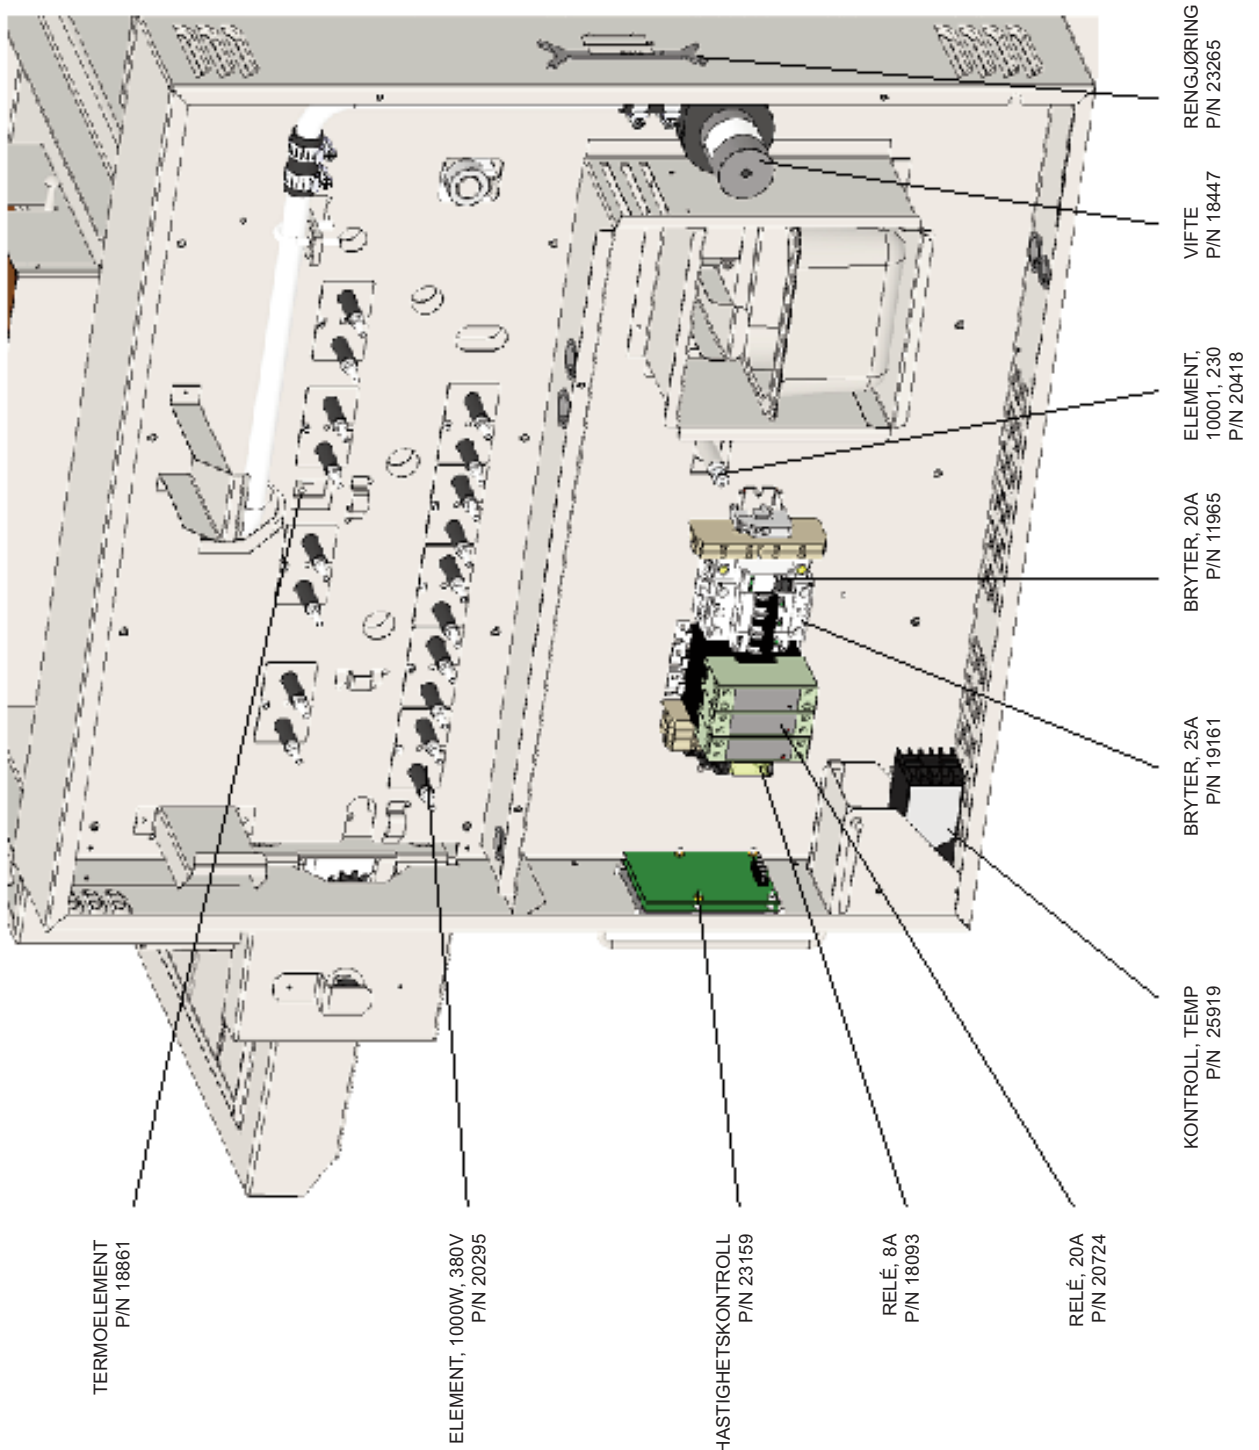 TERMOELEMENT
P/N 18861
ELEMENT, 1000W, 380V
P/N 20295
HASTIGHETSKONTROLL
P/N 23159
RELÉ, 8A
P/N 18093
RELÉ, 20A
P/N 20724
RENGJØRING
P/N 23265
VIFTE
P/N 18447
ELEMENT,
10001, 230
P/N 20418
BRYTER, 20A
P/N 11965
BRYTER, 25A
P/N 19161
KONTROLL, TEMP
P/N 25919